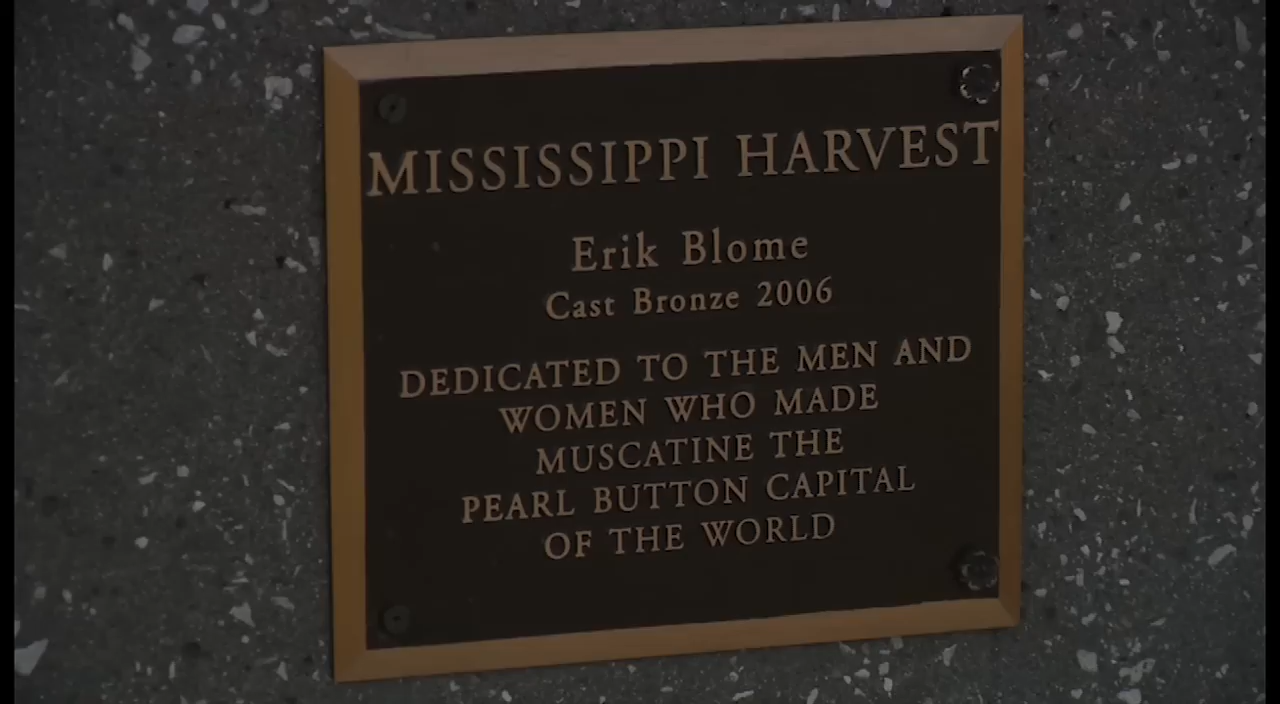 MISSISSIPPI HARVEST
Erik Blome
Cast Bronze 2006
DEDICATED TO THE MEN AND
WOMEN WHO MADE
MUSCATINE THE
PEARL BUTTON CAPITAL
OF THE WORLD